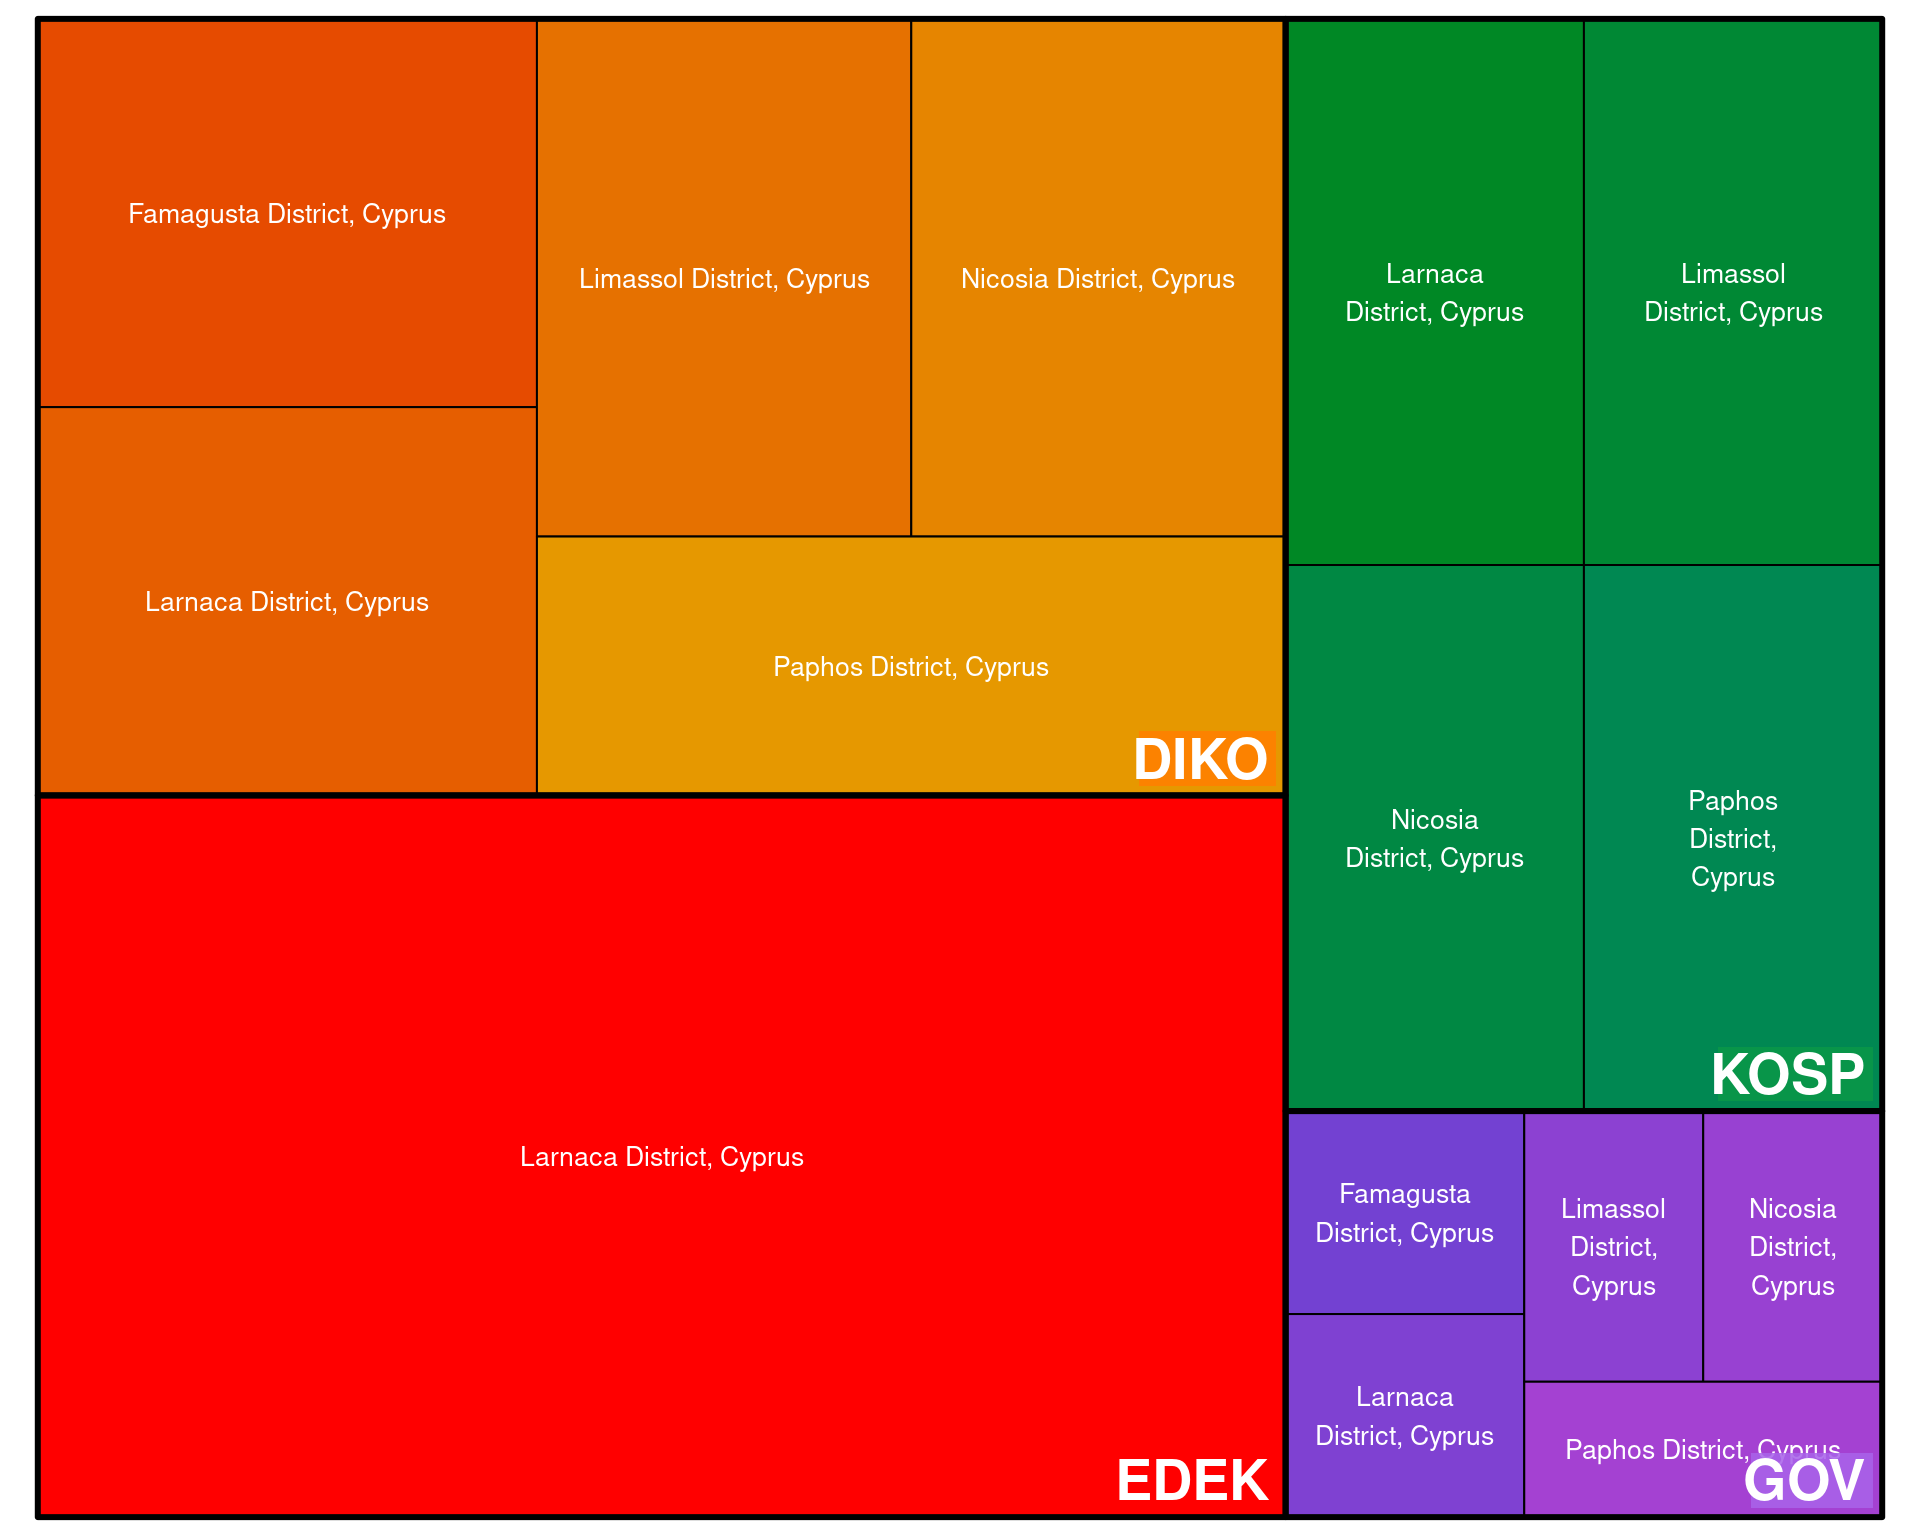 Famagusta District, Cyprus
Larnaca District, Cyprus
Limassol District, Cyprus
Nicosia District, Cyprus
Paphos District, Cyprus
DIKO
Larnaca District, Cyprus
EDEK
Larnaca
District, Cyprus
Limassol
District, Cyprus
Nicosia
District, Cyprus
Paphos
District,
Cyprus
KOSP
Famagusta
District, Cyprus
Larnaca
District, Cyprus
Limassol
District,
Cyprus
Nicosia
District,
Cyprus
Paphos District, Cyprus
GOV